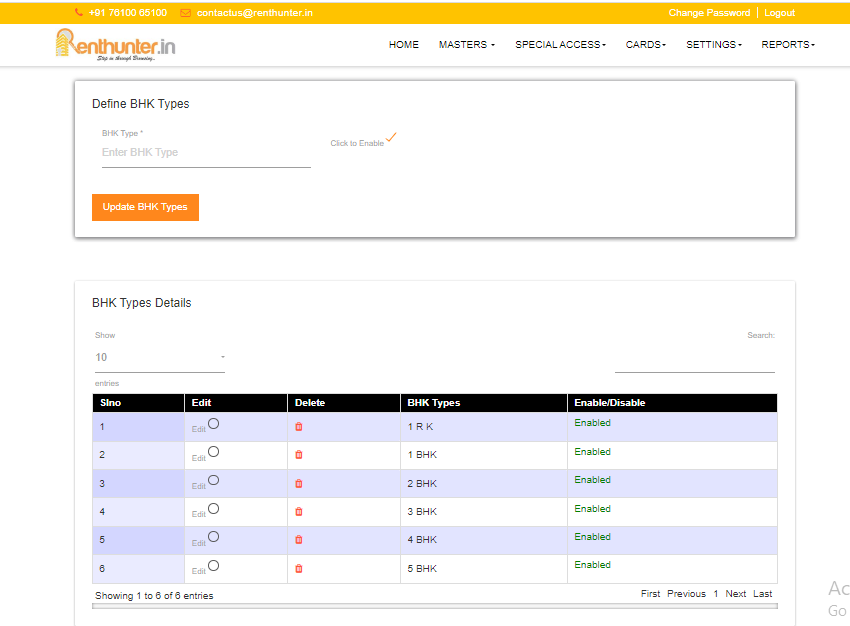 +91 76100 65100 contactus@renthunter.in Change Password Logout
Renthunter.in
Step in through Browsing...
HOME MASTERS SPECIAL ACCESS CARDS SETTINGS REPORTS
Define BHK Types
BHK Type *
Click to Enable
Enter BHK Type
Update BHK Types
BHK Types Details
Show Search:
10
entries
Slno Edit Delete BHK Types Enable/Disable
1 Edit 1 R K Enabled
2 Edit 1 BHK Enabled
3 Edit 2 BHK Enabled
4 Edit 3 BHK Enabled
5 Edit 4 BHK Enabled
6 Edit 5 BHK Enabled
Showing 1 to 6 of 6 entries First Previous 1 Next Last
Ac
Go